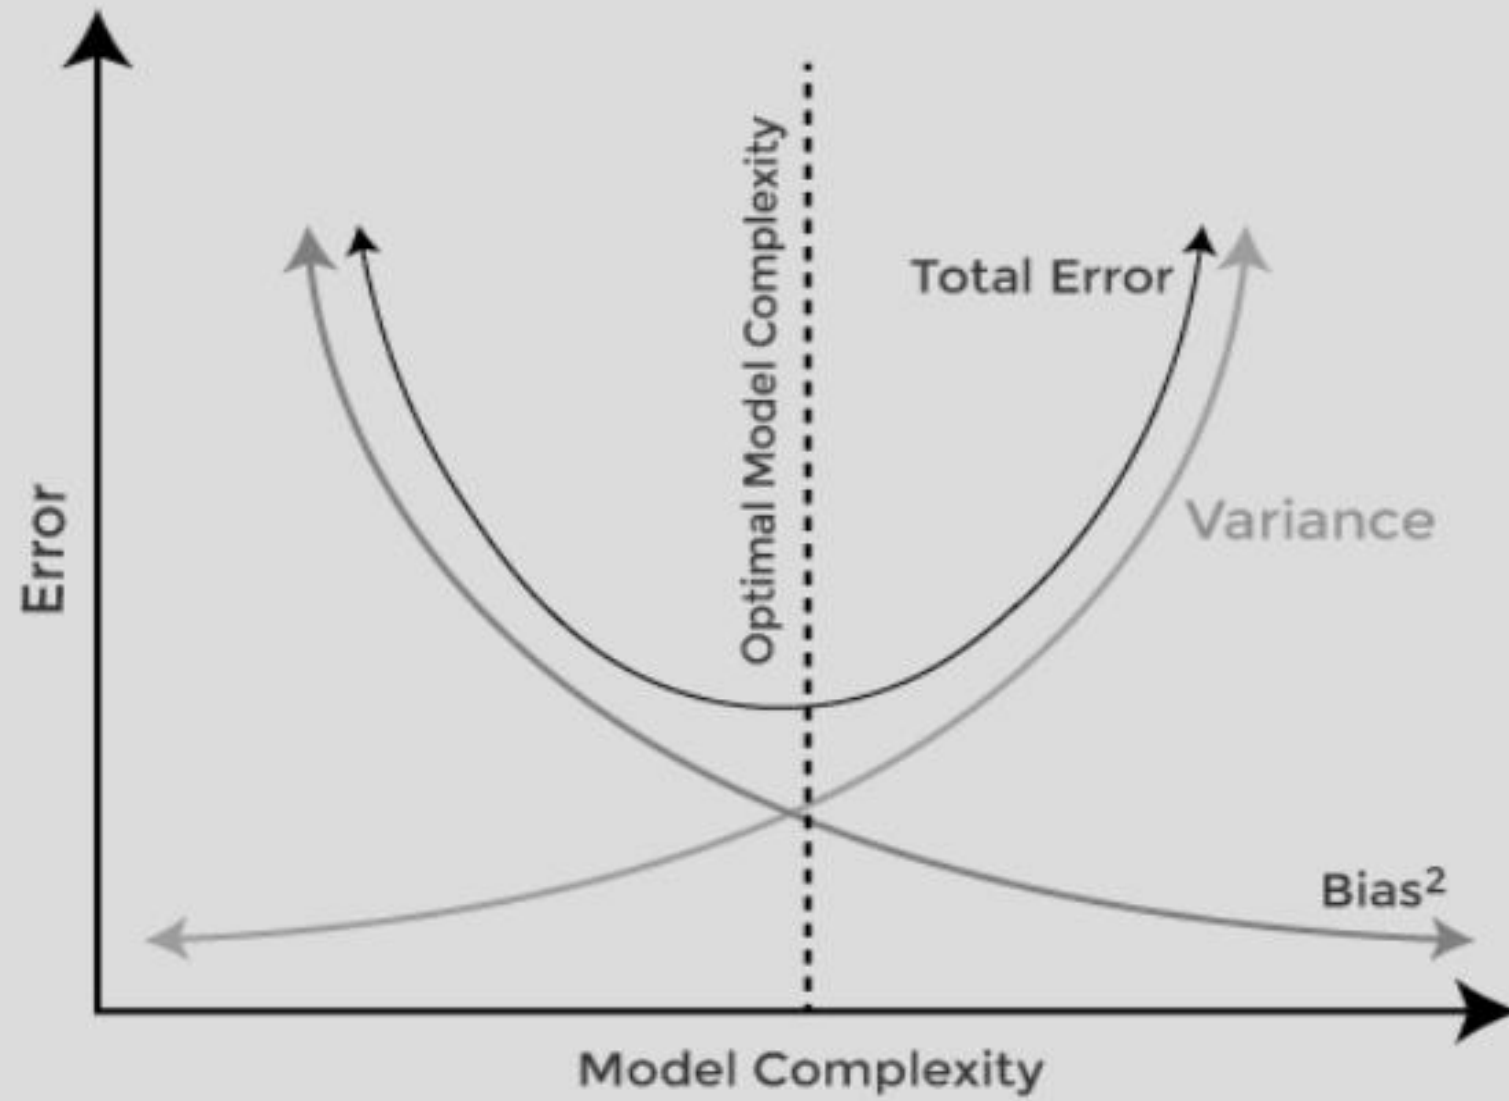 Optimal Model Complexity
Total Error
Variance
Error
Bias²
Model Complexity